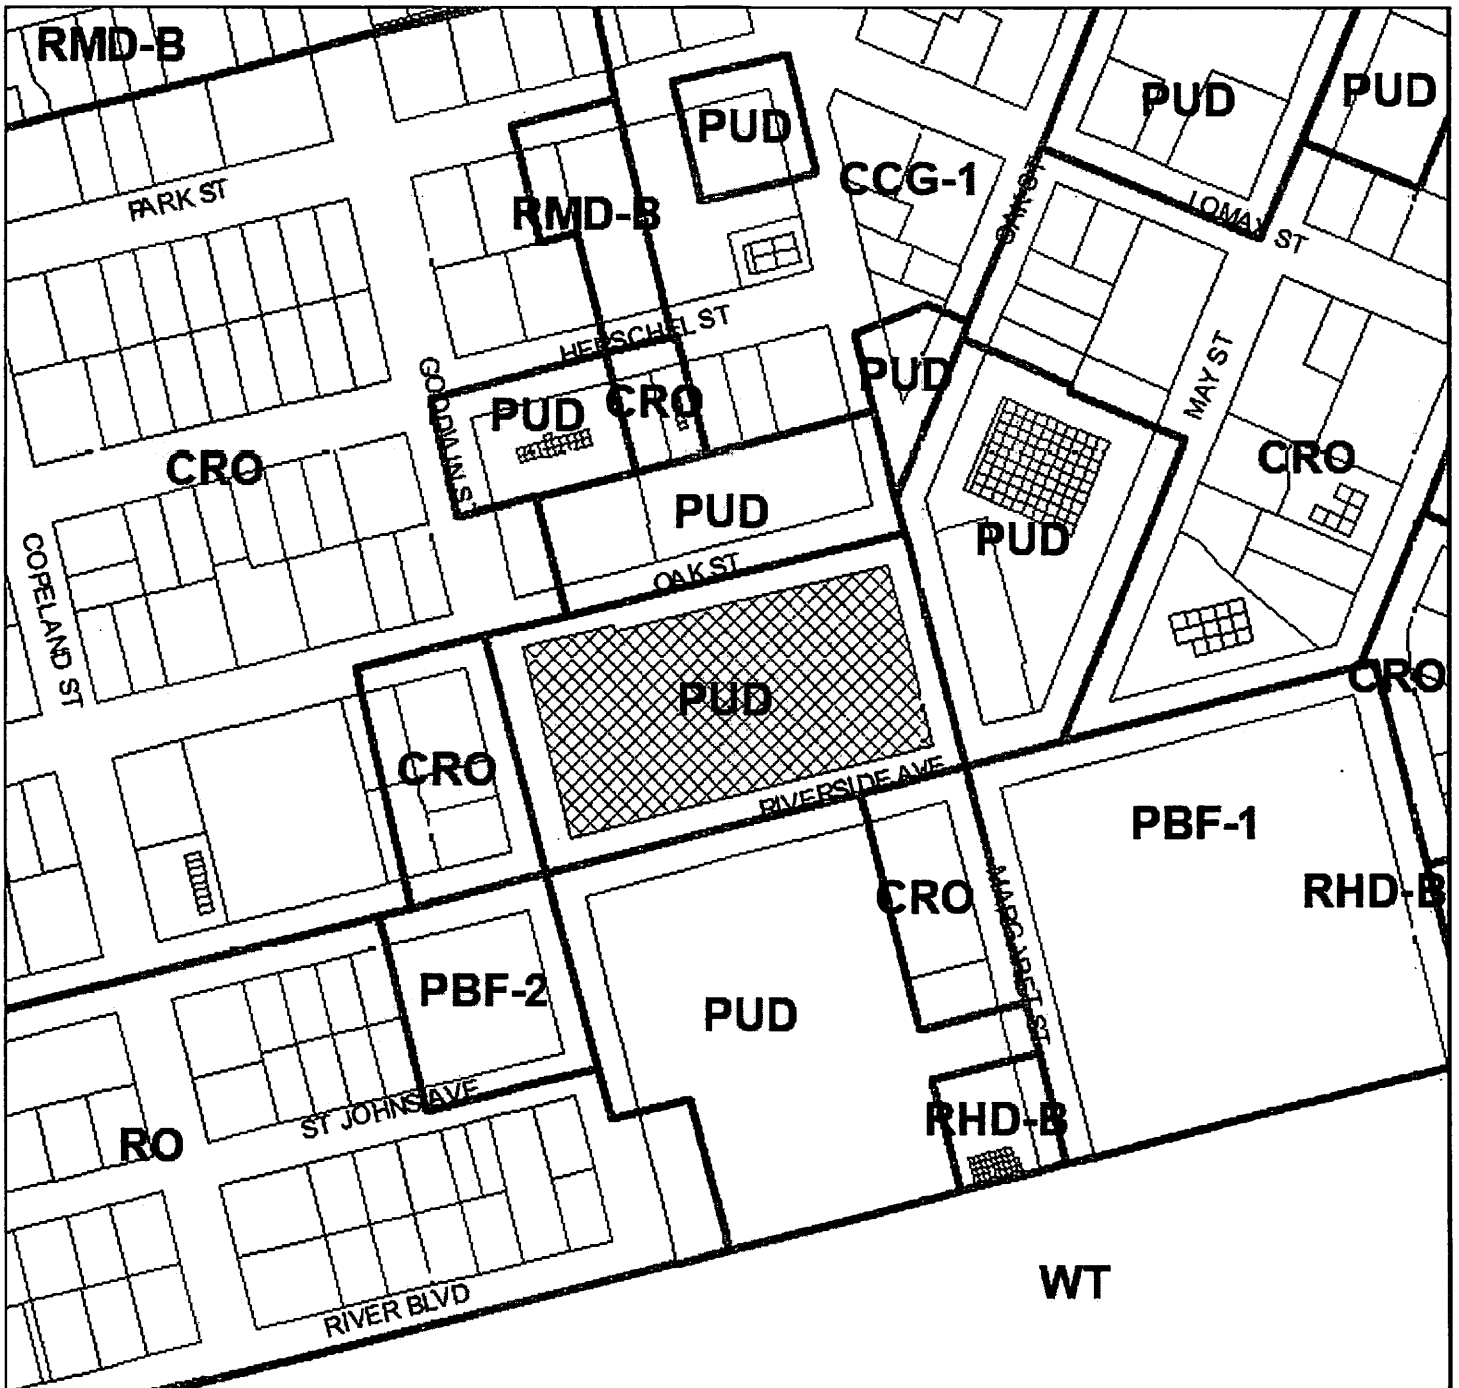 RMD-B
PUD
PUD
PUD
CCG-1
PARK ST
RMD-B
OAK ST
LOMAX ST
HERSCHEL ST
GOODWIN ST
PUD
CRO
PUD
MAY ST
CRO
CRO
PUD
PUD
COPELAND ST
OAK ST
PUD
CRO
CRO
RIVERSIDE AVE
PBF-1
CRO
MARGARET ST
RHD-B
PBF-2
PUD
ST JOHNS AVE
RHD-B
RO
RIVER BLVD
WT